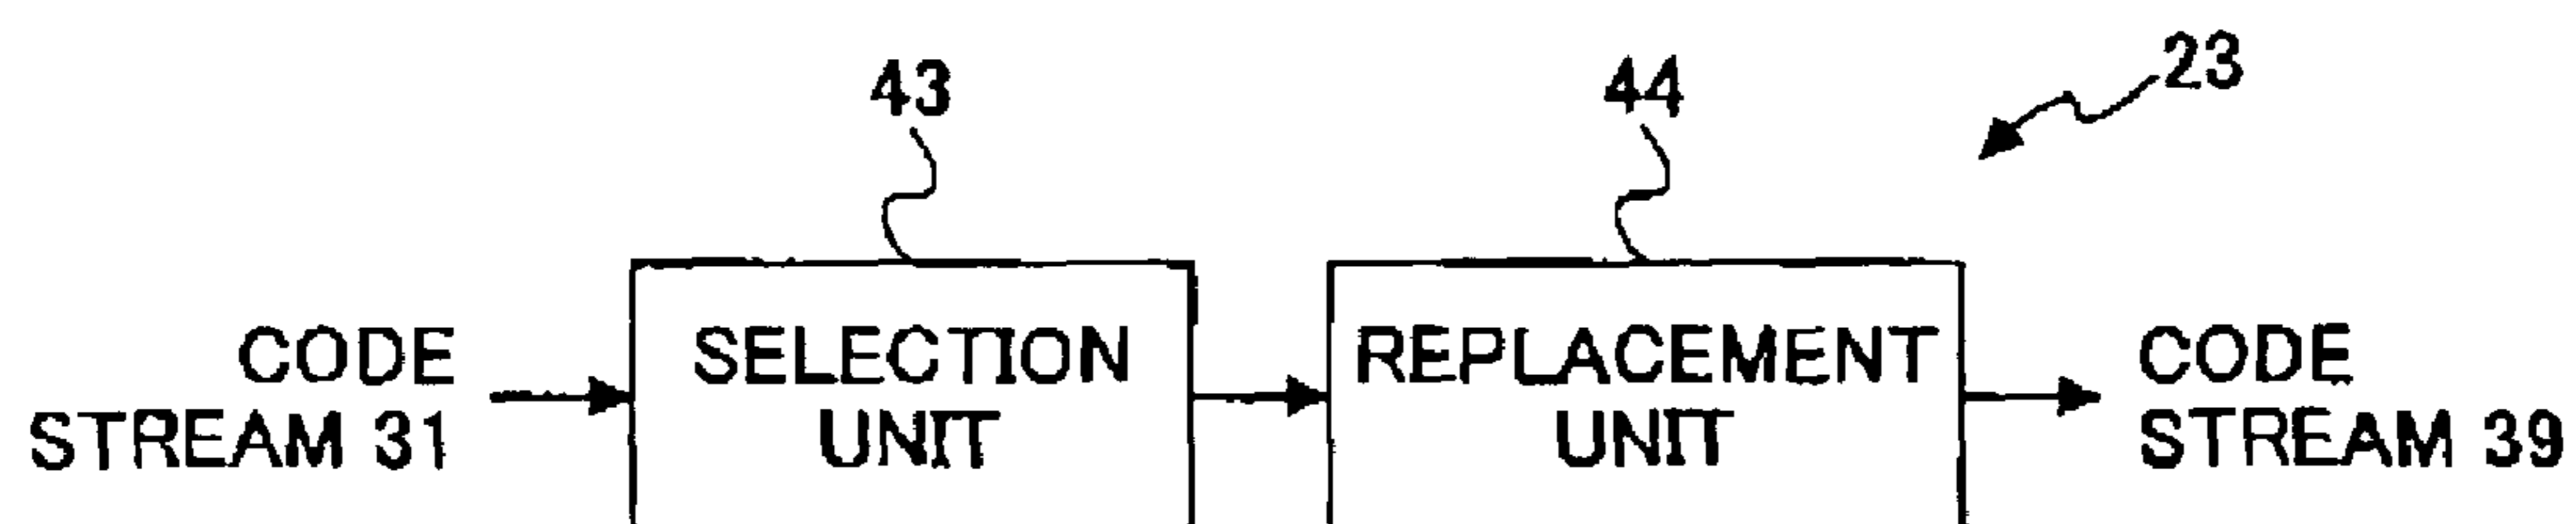 23
43
44
CODE
STREAM 31
SELECTION
UNIT
REPLACEMENT
UNIT
CODE
STREAM 39